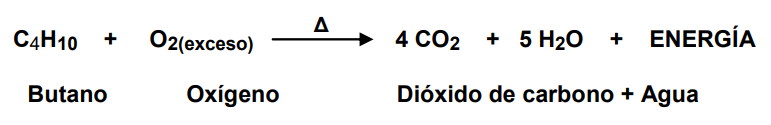 Δ
C4H10 + O2(exceso) → 4 CO2 + 5 H2O + ENERGÍA
Butano Oxígeno Dióxido de carbono + Agua